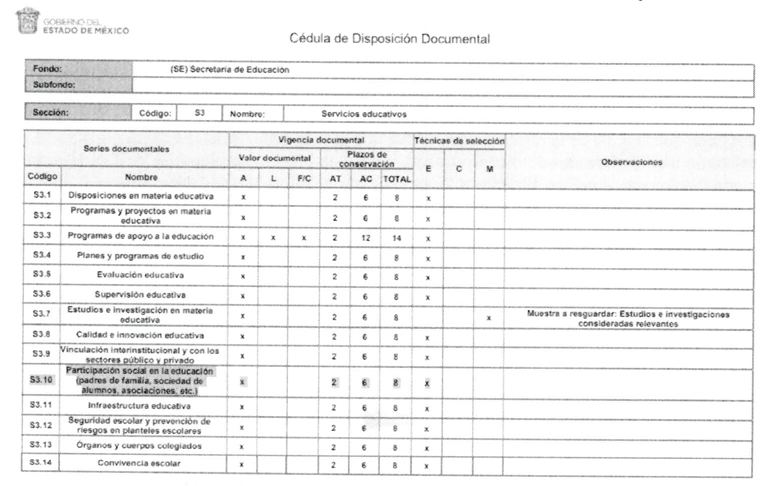 GOBIERNO DEL
ESTADO DE MÉXICO
Cédula de Disposición Documental
Fondo: (SE) Secretaría de Educación
Subfondo:
Sección: Código: S3 Nombre: Servicios educativos
Series documentales Vigencia documental Técnicas de selección Observaciones
Valor documental Plazos de conservación
Código Nombre A L F/C AT AC TOTAL E C M
S3.1 Disposiciones en materia educativa x 2 6 8 x
S3.2 Programas y proyectos en materia educativa x 2 6 8 x
S3.3 Programas de apoyo a la educación x x x 2 12 14 x
S3.4 Planes y programas de estudio x 2 6 8 x
S3.5 Evaluación educativa x 2 6 8 x
S3.6 Supervisión educativa x 2 6 8 x
S3.7 Estudios e investigación en materia educativa x 2 6 8 x Muestra a resguardar: Estudios e investigaciones consideradas relevantes
S3.8 Calidad e innovación educativa x 2 6 8 x
S3.9 Vinculación interinstitucional y con los sectores público y privado x 2 6 8 x
S3.10 Participación social en la educación (padres de familia, sociedad de alumnos, asociaciones, etc.) x 2 6 8 x
S3.11 Infraestructura educativa x 2 6 8 x
S3.12 Seguridad escolar y prevención de riesgos en planteles escolares x 2 6 8 x
S3.13 Órganos y cuerpos colegiados x 2 6 8 x
S3.14 Convivencia escolar x 2 6 8 x